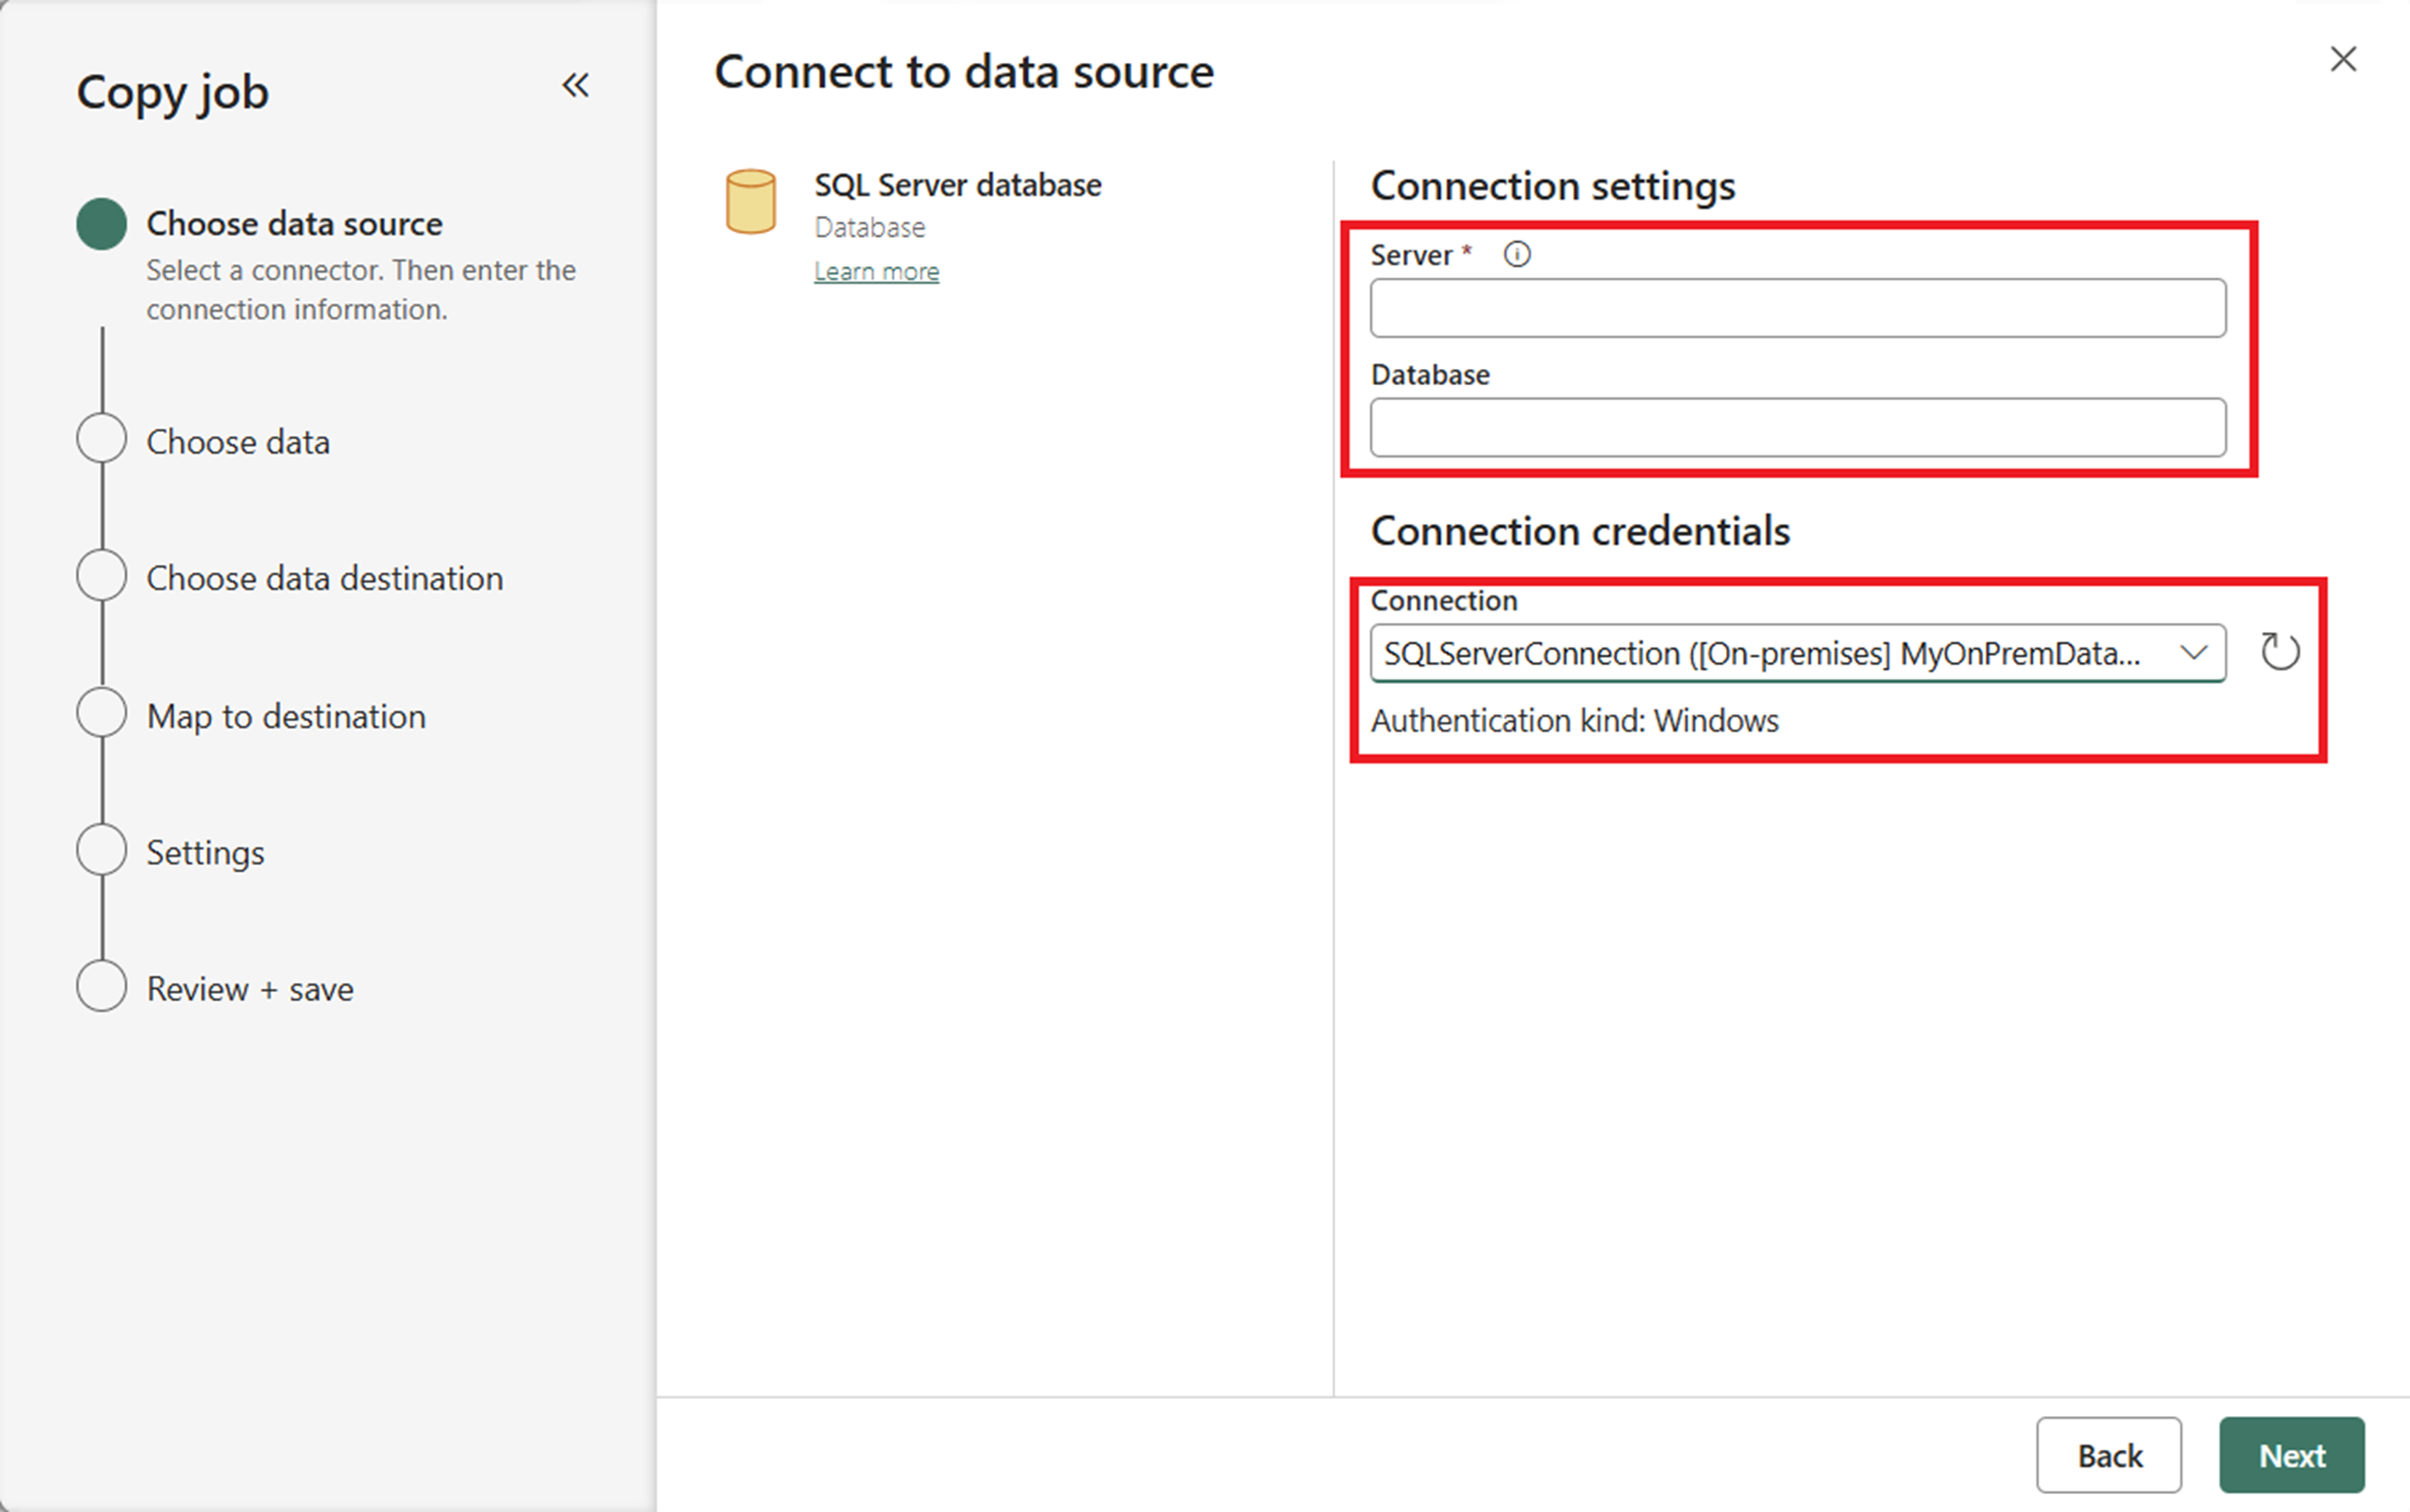 Copy job
Choose data source
Select a connector. Then enter the
connection information.
Choose data
Choose data destination
Map to destination
Settings
Review + save
Connect to data source
SQL Server database
Database
Learn more
Connection settings
Server *
Database
Connection credentials
Connection
SQLServerConnection ([On-premises] MyOnPremData...
Authentication kind: Windows
Back
Next